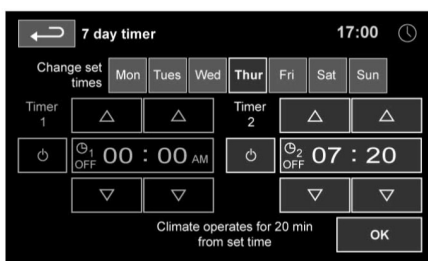 7 day timer 17:00
Change set times Mon Tues Wed Thur Fri Sat Sun
Timer 1
Timer 2
1 OFF 00 : 00 AM
2 OFF 07 : 20
Climate operates for 20 min
from set time
OK